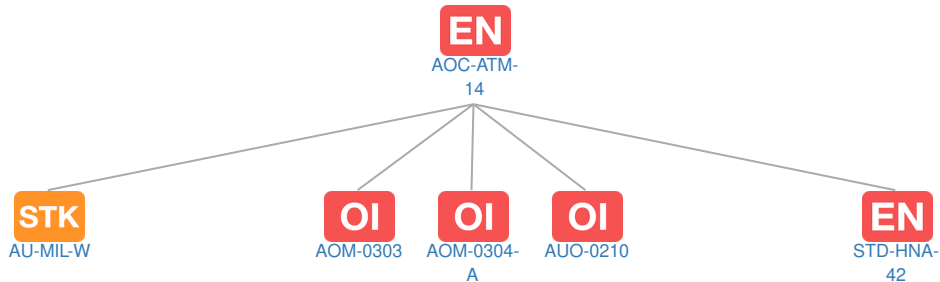 EN
AOC-ATM-
14
STK
AU-MIL-W
OI
AOM-0303
OI
AOM-0304-
A
OI
AUO-0210
EN
STD-HNA-
42